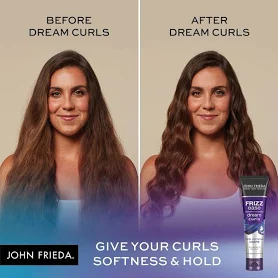 BEFORE
DREAM CURLS
AFTER
DREAM CURLS
JOHN FRIEDA
FRIZZ
EASE
dream
curls
JOHN FRIEDA.
GIVE YOUR CURLS
SOFTNESS & HOLD